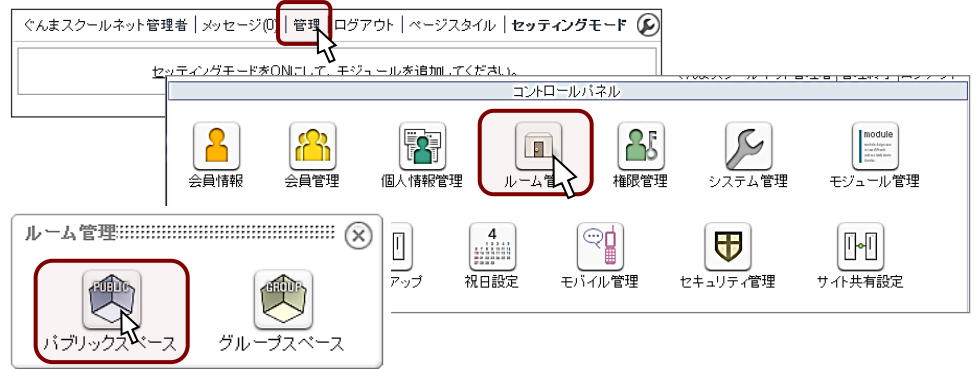 ぐんまスクールネット管理者 | メッセージ(0) | 管理 | ログアウト | ページスタイル | セッティングモード
セッティングモードをONにして、モジュールを追加してください。
コントロールパネル
module
会員情報 会員管理 個人情報管理 ルーム管 権限管理 システム管理 モジュール管理
4
アップ 祝日設定 モバイル管理 セキュリティ管理 サイト共有設定
ルーム管理
PUBLIC GROUP
パブリックスペース グループスペース